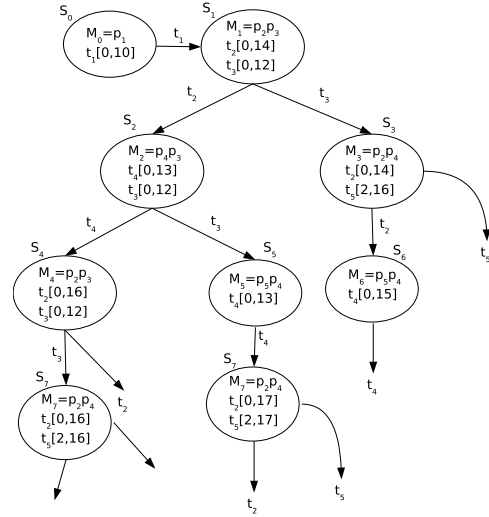 S0
M0=p1
t1[0,10]
t1
S1
M1=p2p3
t2[0,14]
t3[0,12]
t2
t3
S2
M2=p4p3
t4[0,13]
t3[0,12]
S3
M3=p2p4
t2[0,14]
t5[2,16]
t4
t3
t2
t5
S4
M4=p2p3
t2[0,16]
t3[0,12]
S5
M5=p5p4
t4[0,13]
S6
M6=p5p4
t4[0,15]
t3
t2
t4
t4
S7
M7=p2p4
t2[0,16]
t5[2,16]
S7
M7=p2p4
t2[0,17]
t5[2,17]
t2
t5